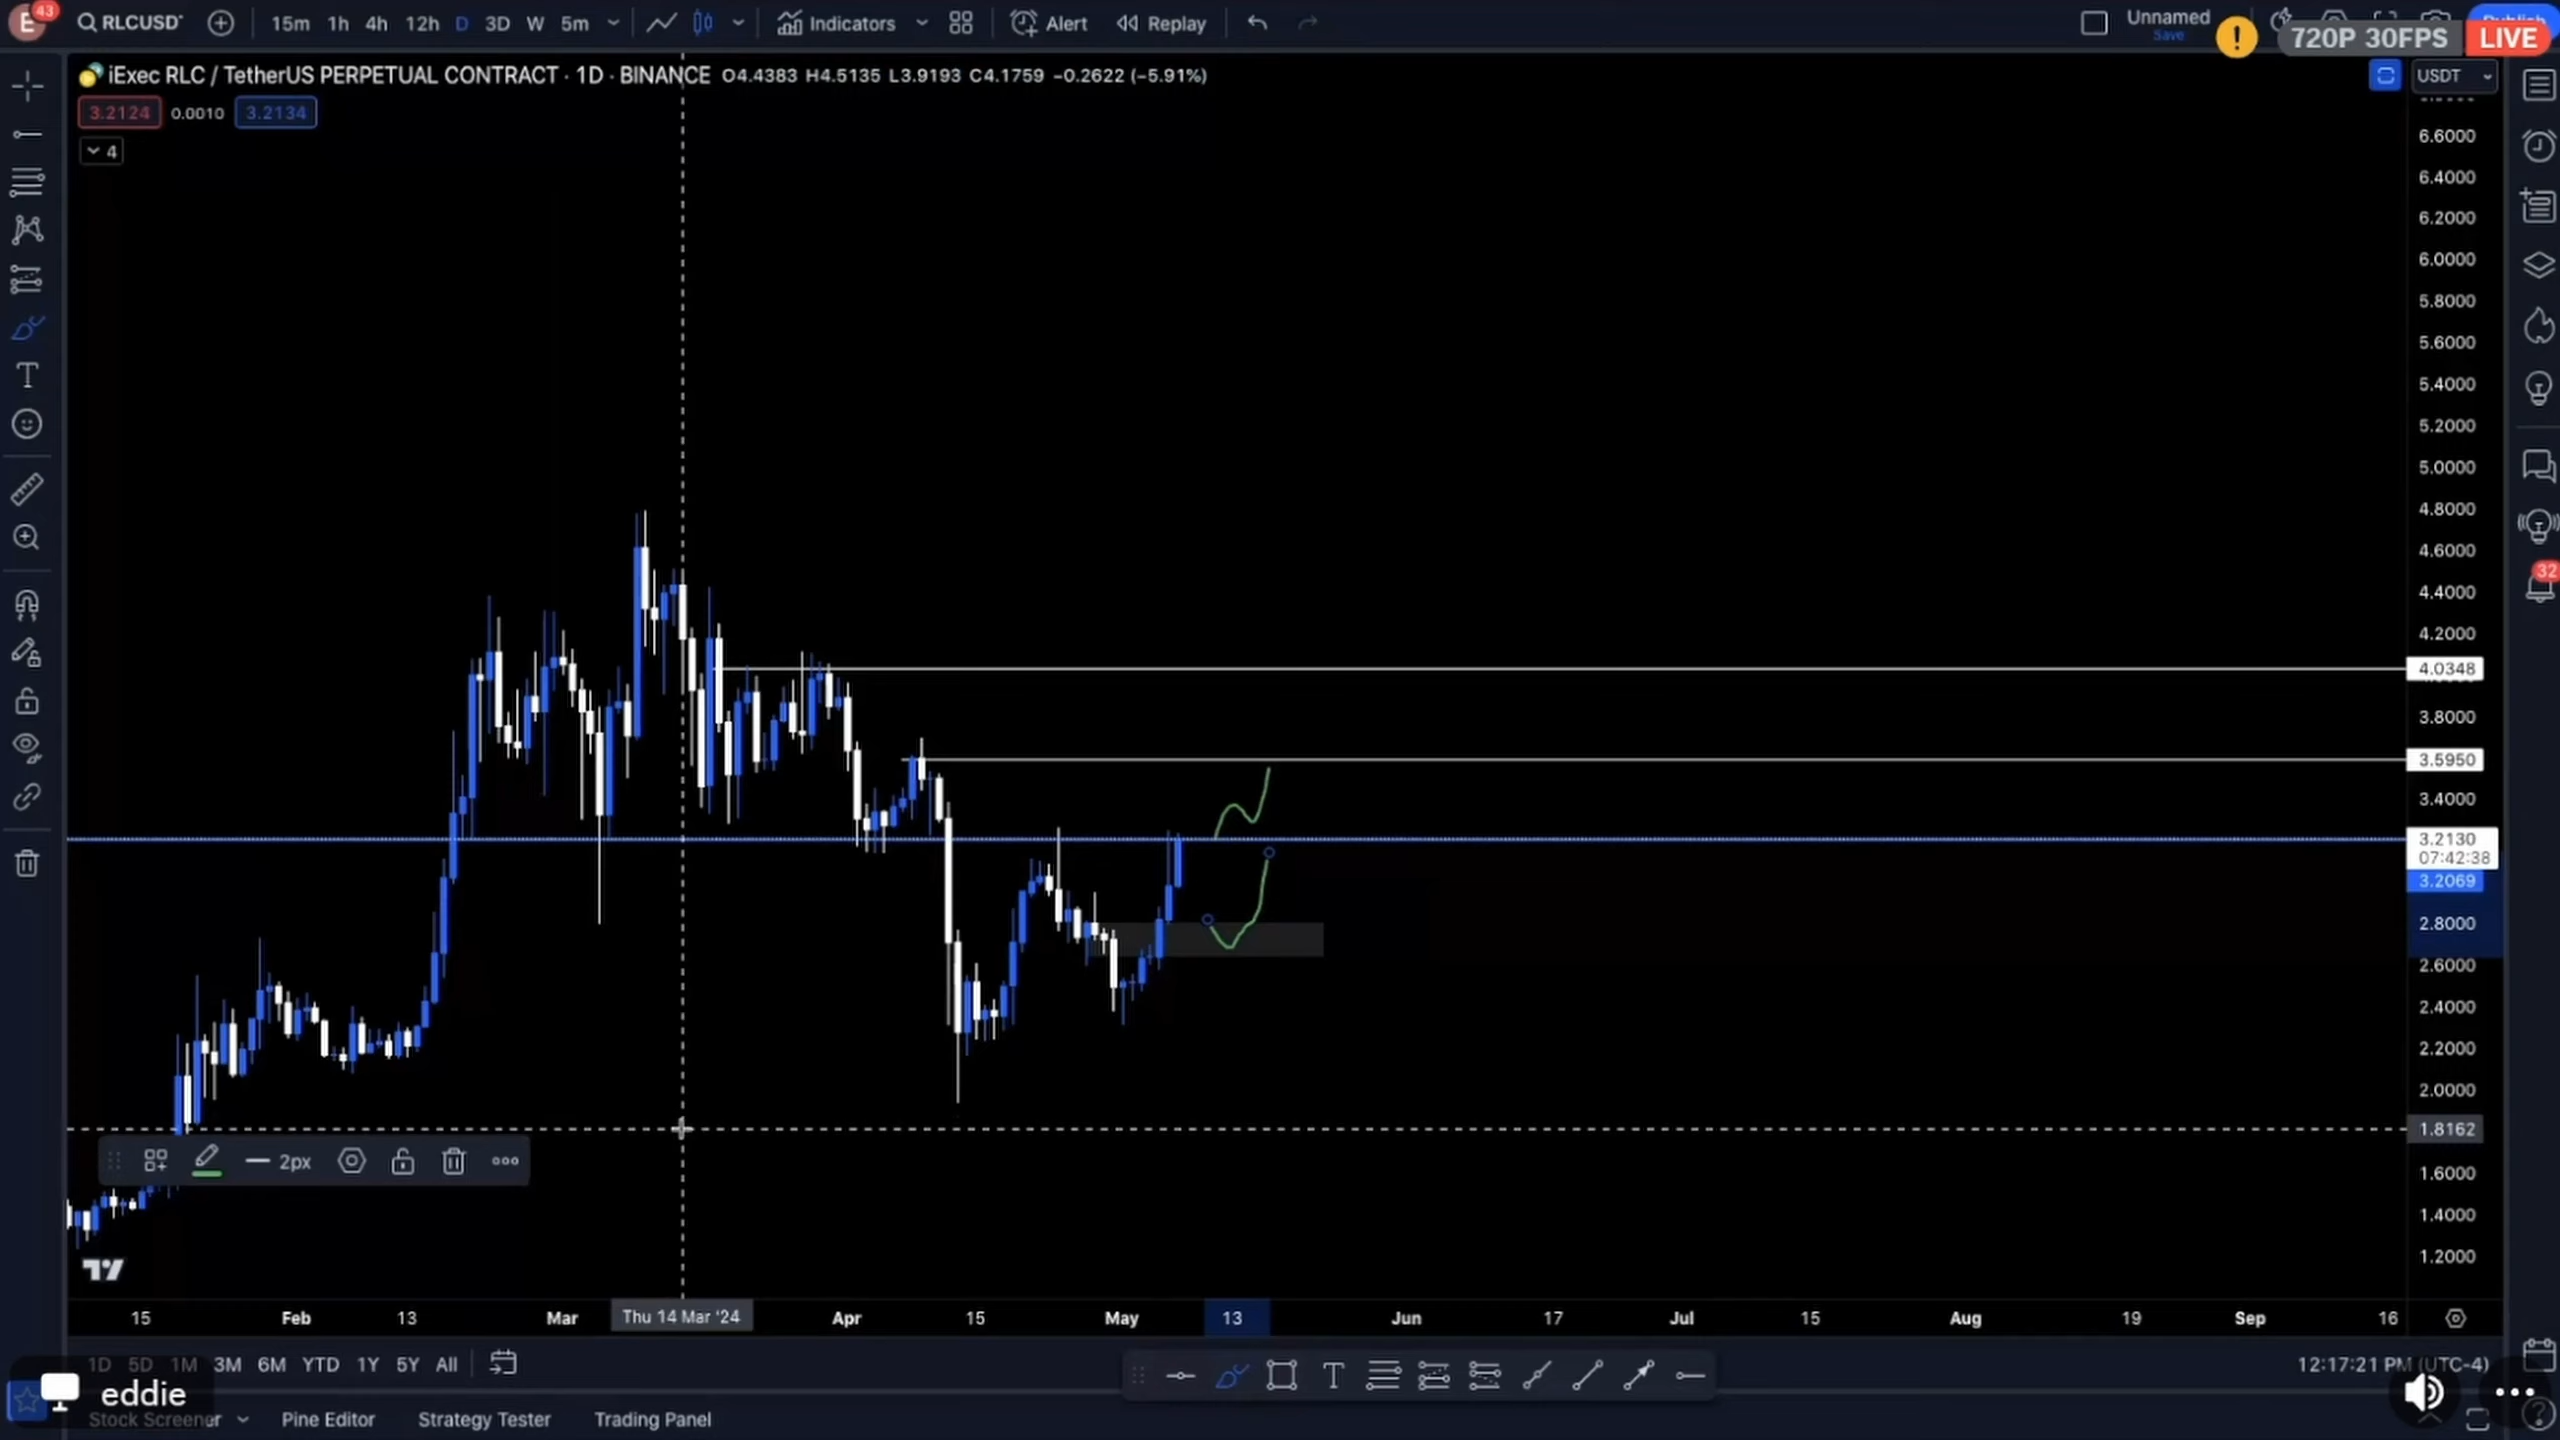 E 43 RLCUSD 15m 1h 4h 12h D 3D W 5m Indicators Alert Replay Unnamed
Save
720P 30FPS LIVE
iExec RLC / TetherUS PERPETUAL CONTRACT · 1D · BINANCE O4.4383 H4.5135 L3.9193 C4.1759 −0.2622 (−5.91%)
USDT
3.2124 0.0010 3.2134
4
6.6000
6.4000
6.2000
6.0000
5.8000
5.6000
5.4000
5.2000
5.0000
4.8000
4.6000
32
4.4000
4.2000
4.0348
3.8000
3.5950
3.4000
3.2130
07:42:38
3.2069
2.8000
2.6000
2.4000
2.2000
2.0000
1.8162
2px
1.6000
1.4000
1.2000
15 Feb 13 Mar Thu 14 Mar '24 Apr 15 May 13 Jun 17 Jul 15 Aug 19 Sep 16
1D 5D 1M 3M 6M YTD 1Y 5Y All
T
12:17:21 PM (UTC-4)
eddie
Stock Screener Pine Editor Strategy Tester Trading Panel